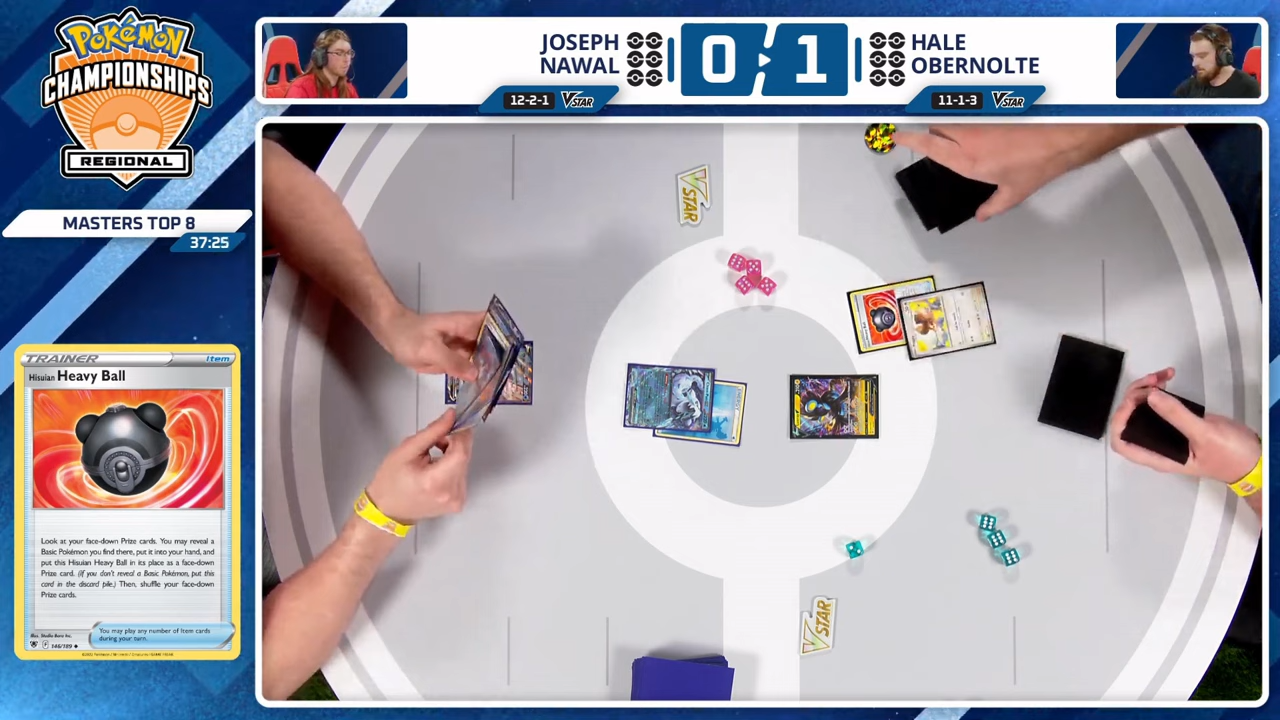 Pokémon
CHAMPIONSHIPS
REGIONAL
MASTERS TOP 8
37:25
JOSEPH
NAWAL
0
1
HALE
OBERNOLTE
12-2-1 VSTAR
11-1-3 VSTAR
VSTAR
VSTAR
TRAINER Item
Hisuian Heavy Ball
Look at your face-down Prize cards. You may reveal a
Basic Pokémon you find there, put it into your hand, and
put this Hisuian Heavy Ball in its place as a face-down
Prize card. (If you don't reveal a Basic Pokémon, put this
card in the discard pile.) Then, shuffle your face-down
Prize cards.
You may play any number of Item cards
during your turn.
146/189